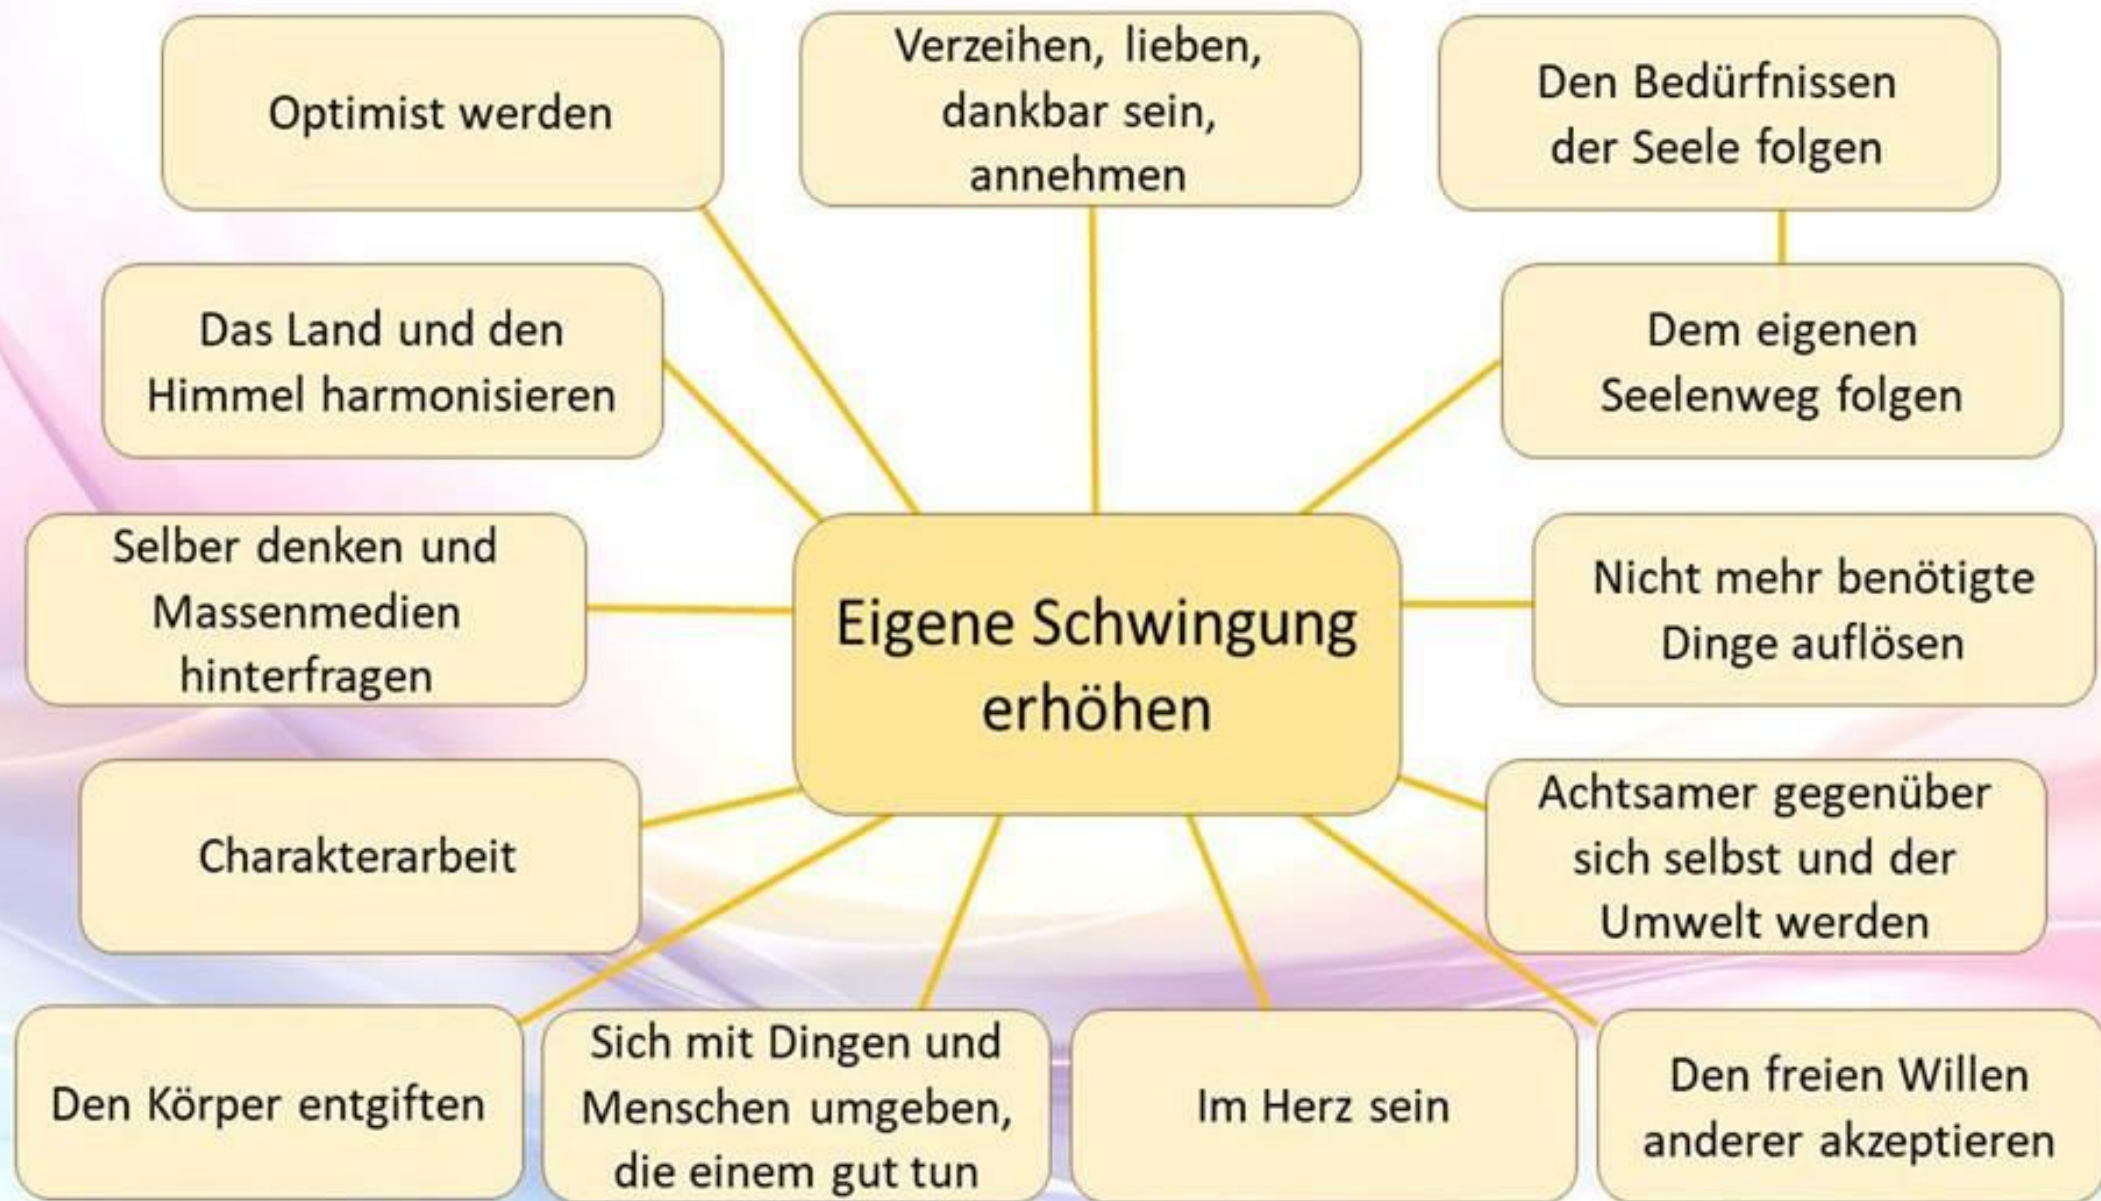 Optimist werden
Verzeihen, lieben,
dankbar sein,
annehmen
Den Bedürfnissen
der Seele folgen
Das Land und den
Himmel harmonisieren
Dem eigenen
Seelenweg folgen
Selber denken und
Massenmedien
hinterfragen
Eigene Schwingung
erhöhen
Nicht mehr benötigte
Dinge auflösen
Charakterarbeit
Achtsamer gegenüber
sich selbst und der
Umwelt werden
Den Körper entgiften
Sich mit Dingen und
Menschen umgeben,
die einem gut tun
Im Herz sein
Den freien Willen
anderer akzeptieren